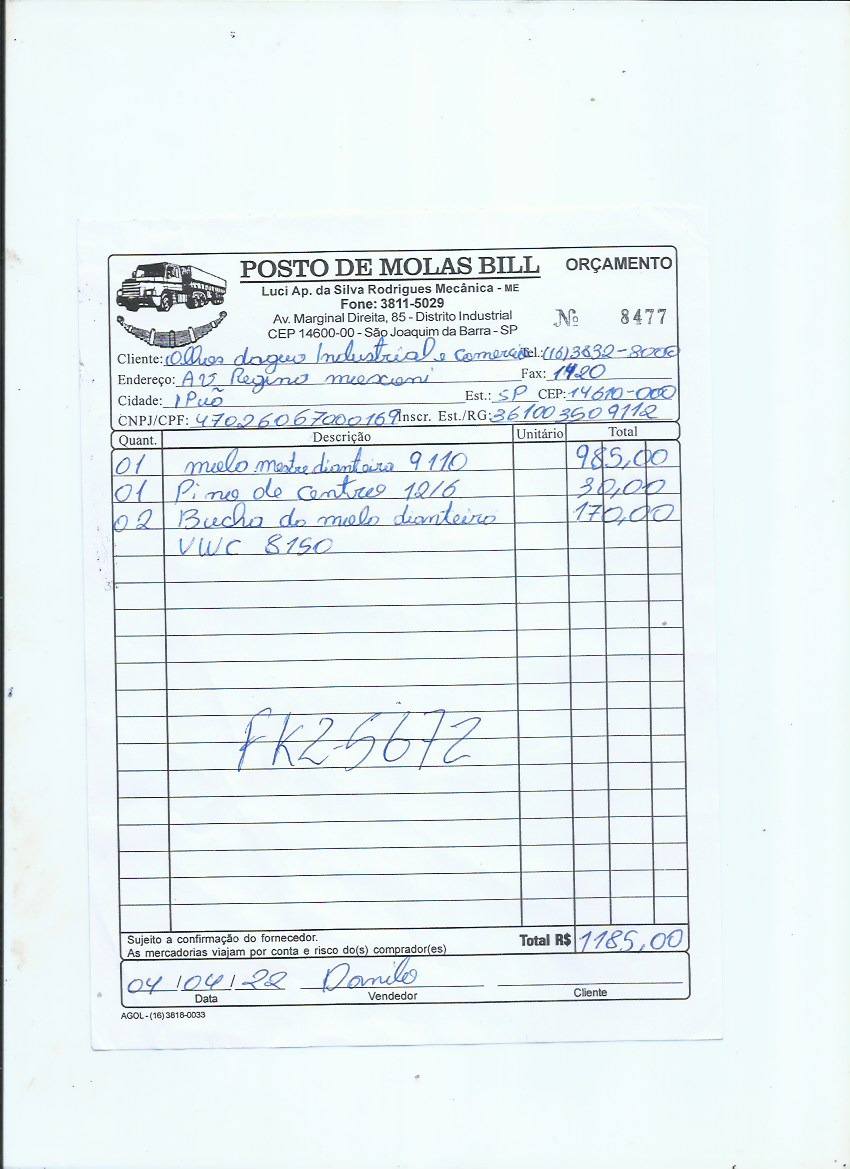 POSTO DE MOLAS BILL ORÇAMENTO
Luci Ap. da Silva Rodrigues Mecânica - ME
Fone: 3811-5029
Av. Marginal Direita, 85 - Distrito Industrial
Nº 8477
CEP 14600-00 - São Joaquim da Barra - SP
Cliente: Olhos dagua Industrial e comercio Tel.: (16) 3832-8000
Endereço: AV Regino Fax: 1420
Cidade: Ipuã Est.: SP CEP: 14610-000
CNPJ/CPF: 47026067000169 Inscr. Est./RG: 361003509112
Quant. Descrição Unitário Total
01 molo mestre dianteira 9110 985,00
01 Pino de centro 12/6 30,00
02 Bucha do molo dianteiro 170,00
VWC 8150
FKZ-5672
Sujeito a confirmação do fornecedor.
As mercadorias viajam por conta e risco do(s) comprador(es)
Total R$ 1185,00
04/04/22 Danilo
Data Vendedor Cliente
AGOL - (16) 3818-0033